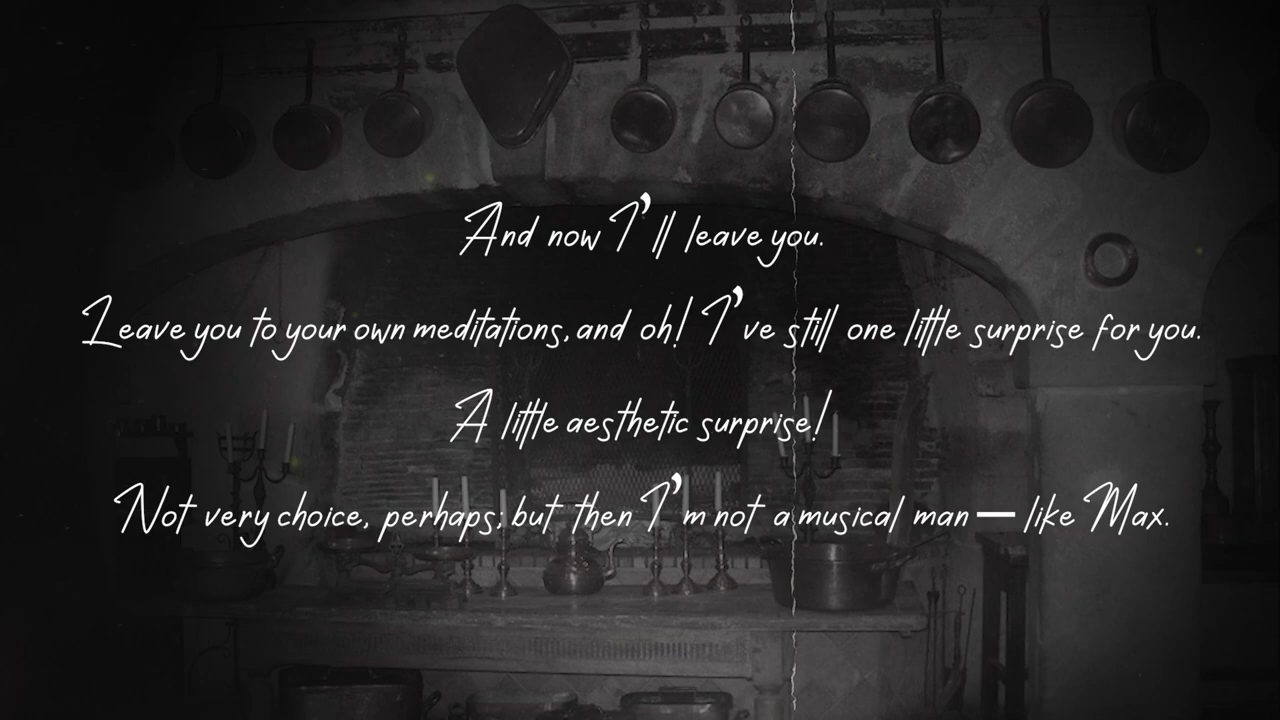 And now I’ll leave you.
Leave you to your own meditations, and oh! I’ve still one little surprise for you.
A little aesthetic surprise!
Not very choice, perhaps; but then I’m not a musical man — like Max.